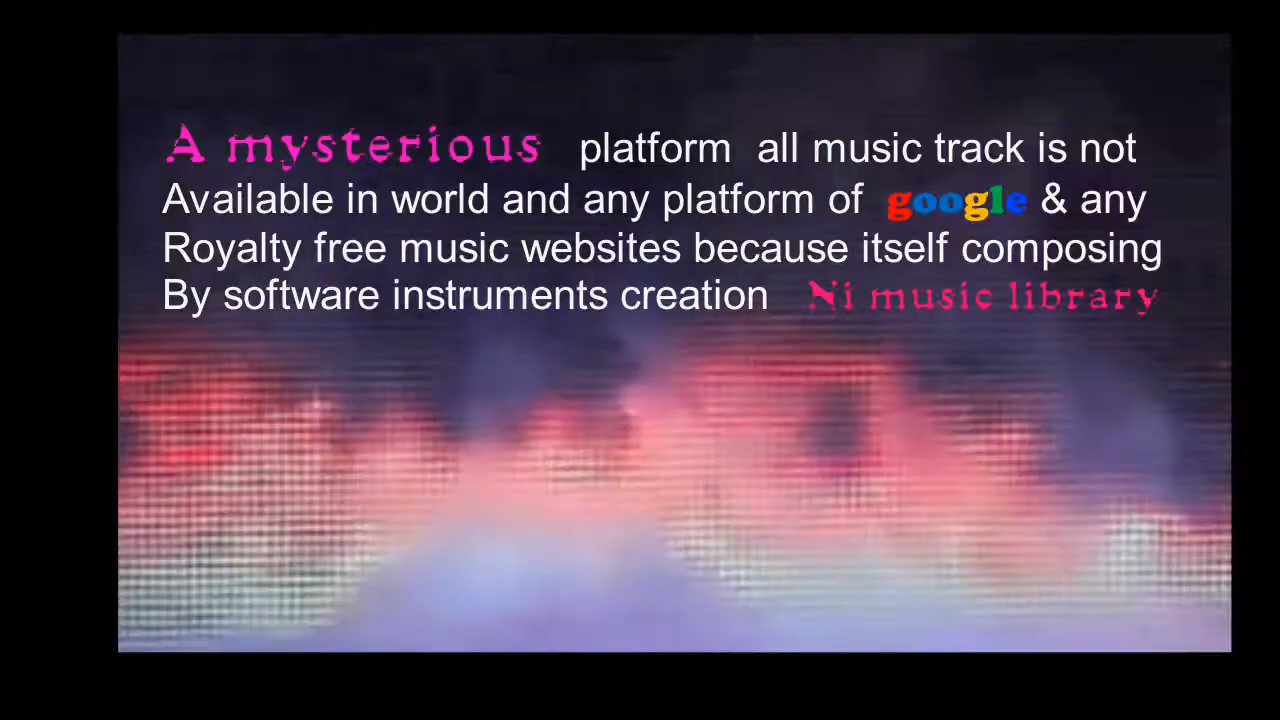 A mysterious platform all music track is not
Available in world and any platform of google & any
Royalty free music websites because itself composing
By software instruments creation Ni music library